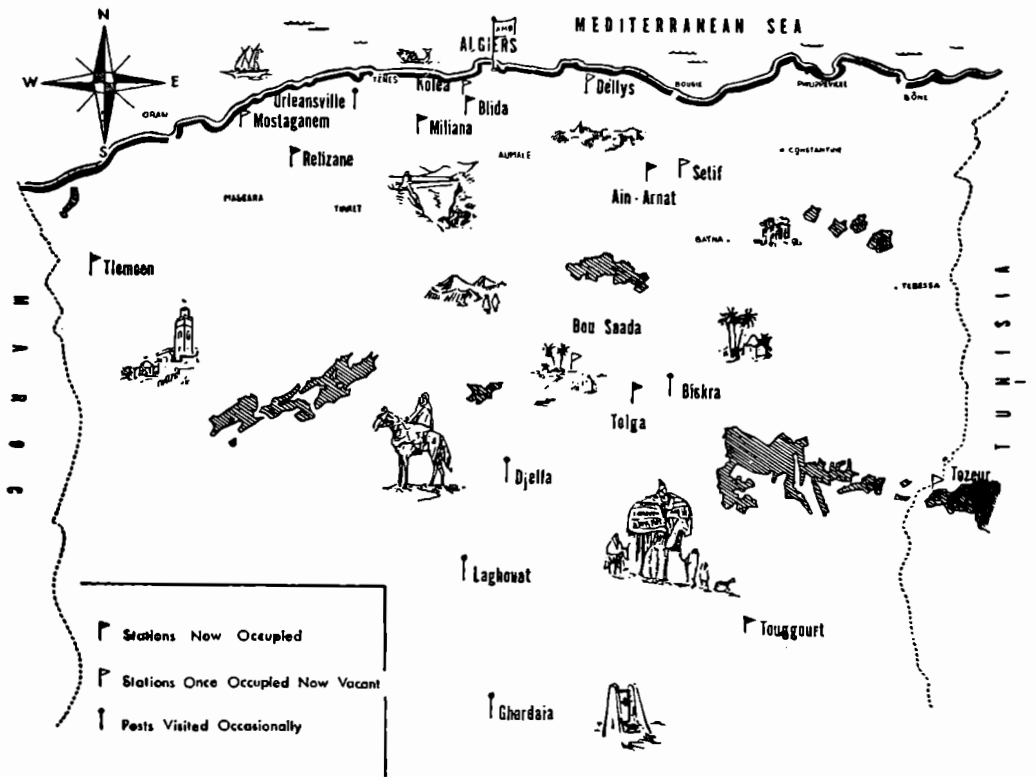 N
MEDITERRANEAN SEA
AMB
ALGIERS
W
E
TENES
Kolea
Dellys
BOUGIE
PHILIPPEVILLE
BÔNE
Orleansville
ORAN
Mostaganem
Blida
Miliana
S
Relizane
AUMALE
CONSTANTINE
Setif
Ain-Arnat
MASCARA
TIARET
BATNA
Tlemcen
TEBESSA
MAROC
TUNISIA
Bou Saada
Biskra
Tolga
Djelfa
Tozeur
Laghouat
Touggourt
Stations Now Occupied
Stations Once Occupied Now Vacant
Posts Visited Occasionally
Ghardaia